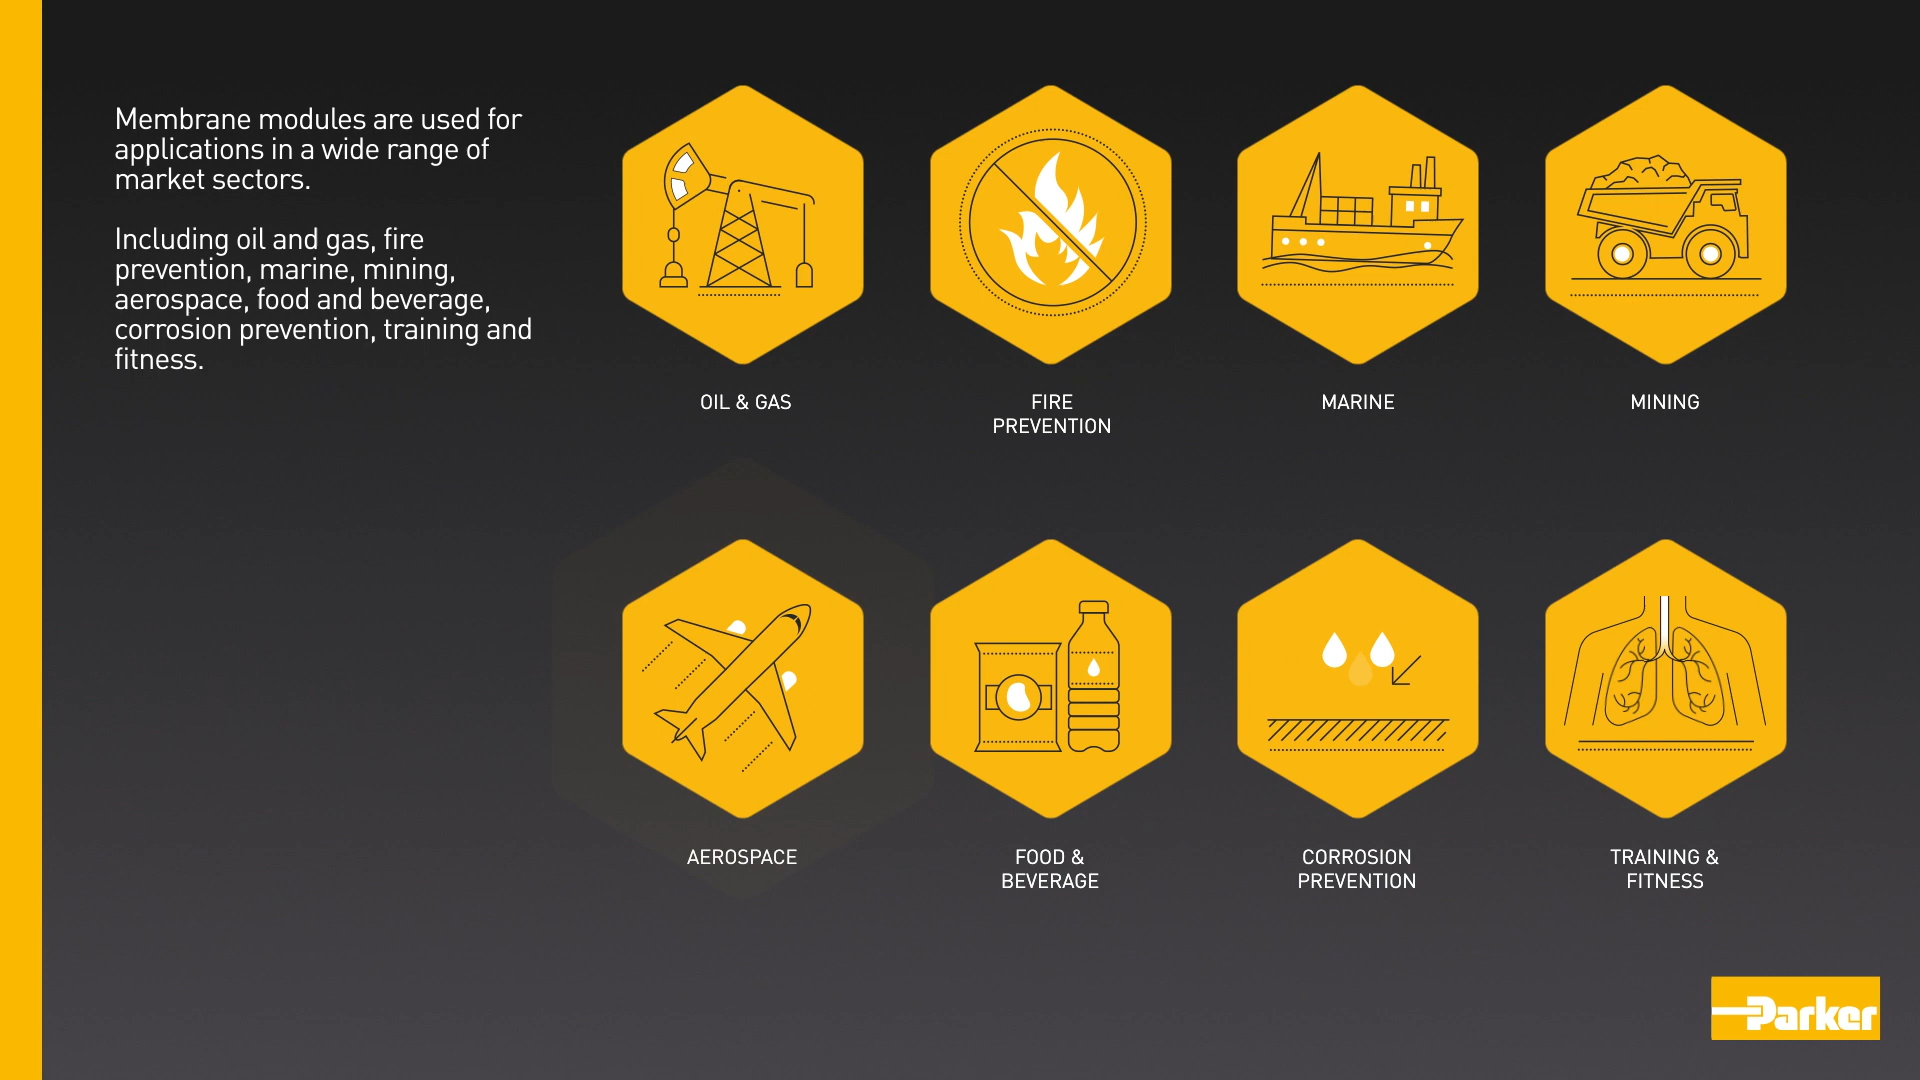 Membrane modules are used for
applications in a wide range of
market sectors.
Including oil and gas, fire
prevention, marine, mining,
aerospace, food and beverage,
corrosion prevention, training and
fitness.
OIL & GAS
FIRE
PREVENTION
MARINE
MINING
AEROSPACE
FOOD &
BEVERAGE
CORROSION
PREVENTION
TRAINING &
FITNESS
Parker